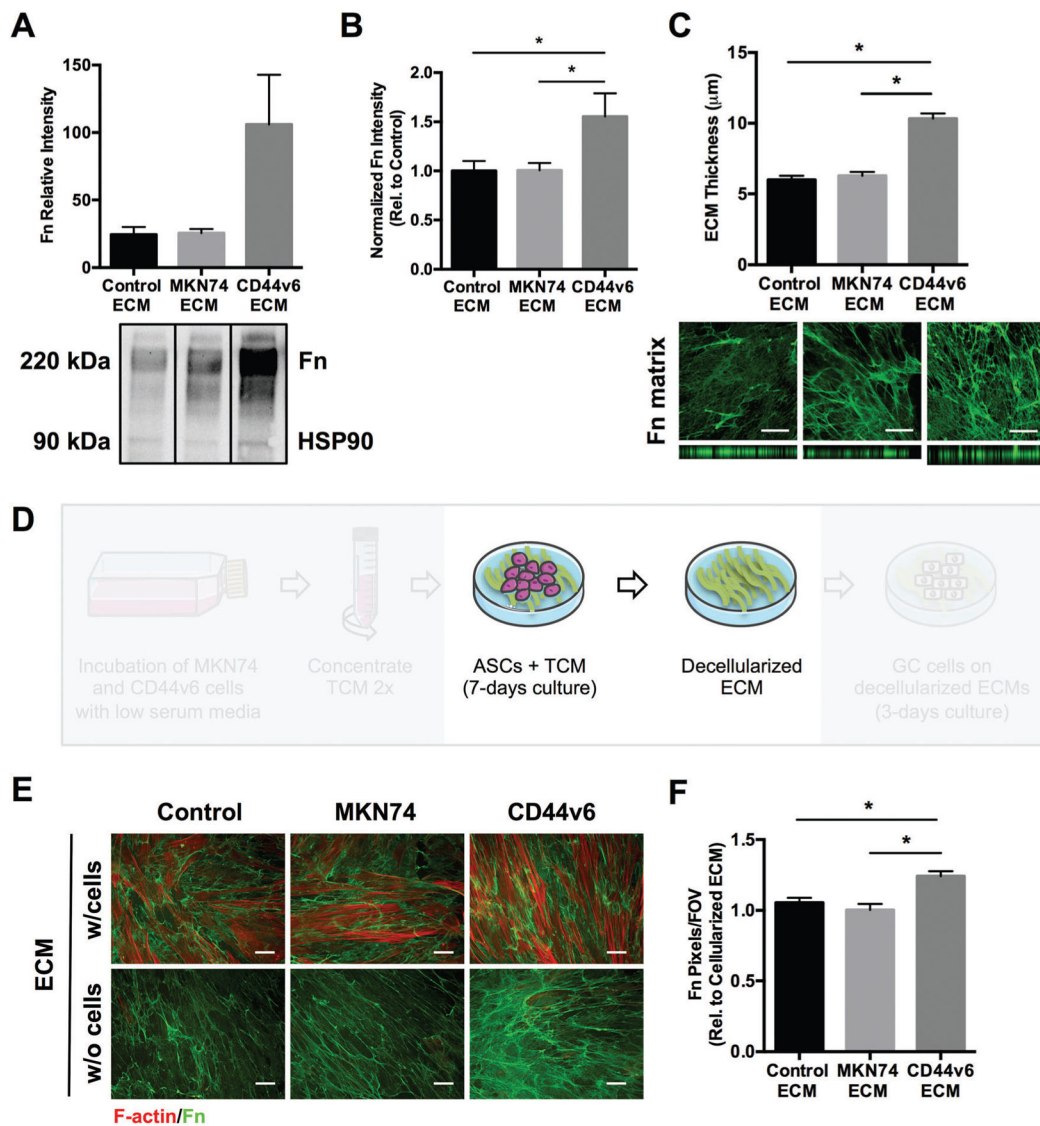 A
Fn Relative Intensity
150
100
50
0
Control ECM
MKN74 ECM
CD44v6 ECM
220 kDa
Fn
90 kDa
HSP90
B
Normalized Fn Intensity
(Rel. to Control)
2.0
1.5
1.0
0.5
0.0
*
*
Control ECM
MKN74 ECM
CD44v6 ECM
C
ECM Thickness (μm)
15
10
5
0
*
*
Control ECM
MKN74 ECM
CD44v6 ECM
Fn matrix
D
Incubation of MKN74
and CD44v6 cells
with low serum media
Concentrate
TCM 2x
ASCs + TCM
(7-days culture)
Decellularized
ECM
GC cells on
decellularized ECMs
(3-days culture)
E
Control
MKN74
CD44v6
ECM
w/cells
w/o cells
F-actin/Fn
F
Fn Pixels/FOV
(Rel. to Cellularized ECM)
1.5
1.0
0.5
0.0
*
*
Control ECM
MKN74 ECM
CD44v6 ECM